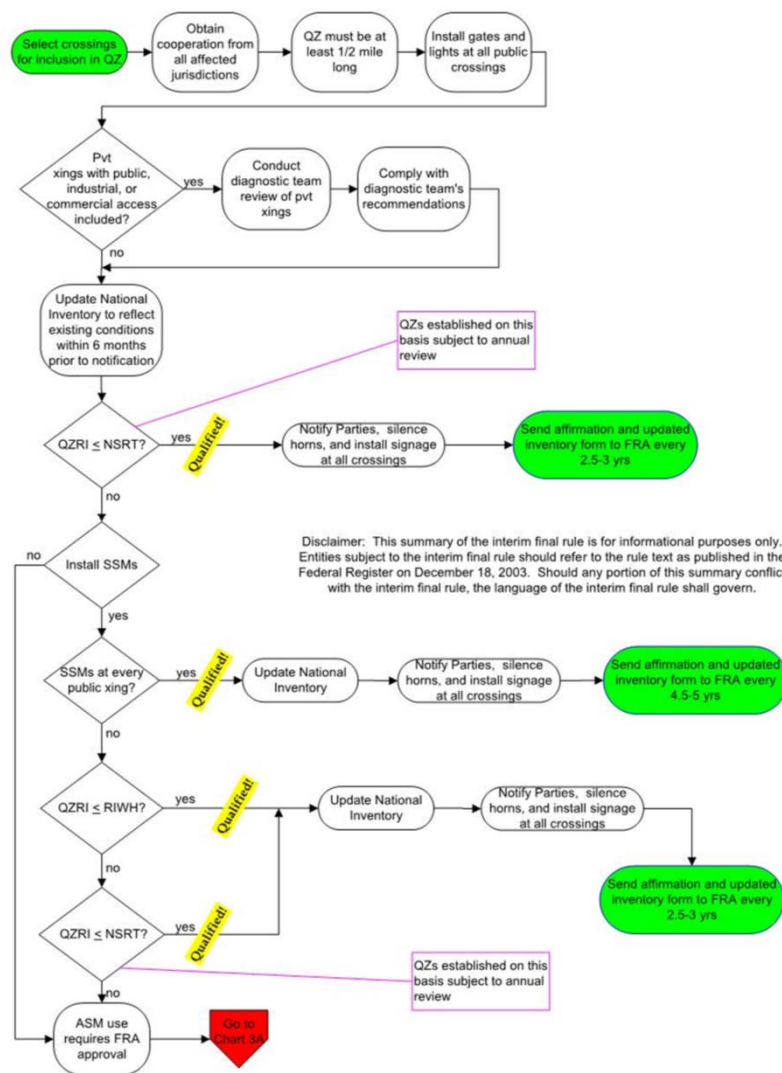 Select crossings
for inclusion in QZ
Obtain
cooperation from
all affected
jurisdictions
QZ must be at
least 1/2 mile
long
Install gates and
lights at all public
crossings
Pvt
xings with public,
industrial, or
commercial access
included?
yes
Conduct
diagnostic team
review of pvt
xings
Comply with
diagnostic team's
recommendations
no
Update National
Inventory to reflect
existing conditions
within 6 months
prior to notification
QZs established on this
basis subject to annual
review
QZRI ≤ NSRT?
yes
Qualified!
Notify Parties, silence
horns, and install signage
at all crossings
Send affirmation and updated
inventory form to FRA every
2.5-3 yrs
no
Disclaimer: This summary of the interim final rule is for informational purposes only.
Entities subject to the interim final rule should refer to the rule text as published in the
Federal Register on December 18, 2003. Should any portion of this summary conflic
with the interim final rule, the language of the interim final rule shall govern.
no
Install SSMs
yes
SSMs at every
public xing?
yes
Qualified!
Update National
Inventory
Notify Parties, silence
horns, and install signage
at all crossings
Send affirmation and updated
inventory form to FRA every
4.5-5 yrs
no
QZRI ≤ RIWH?
yes
Qualified!
Update National
Inventory
Notify Parties, silence
horns, and install signage
at all crossings
no
Send affirmation and updated
inventory form to FRA every
2.5-3 yrs
QZRI ≤ NSRT?
yes
Qualified!
QZs established on this
basis subject to annual
review
no
ASM use
requires FRA
approval
Go to
Chart 3A